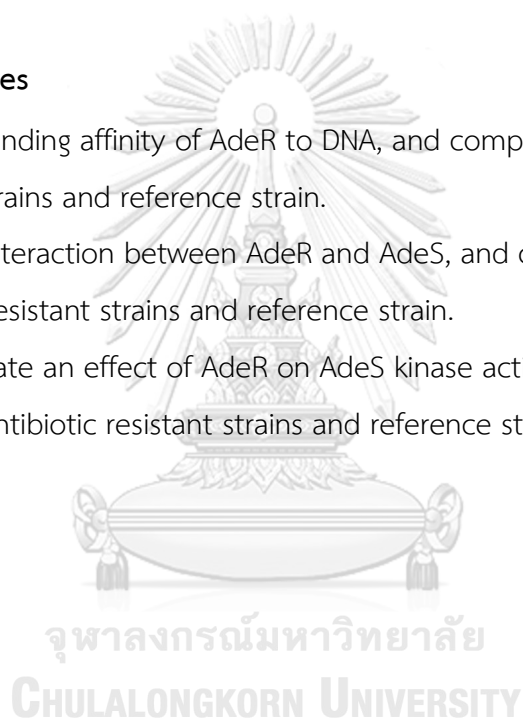 es
nding affinity of AdeR to DNA, and comp
rains and reference strain.
teraction between AdeR and AdeS, and
esistant strains and reference strain.
ate an effect of AdeR on AdeS kinase act
ntibiotic resistant strains and reference st
จุฬาลงกรณ์มหาวิทยาลัย
CHULALONGKORN UNIVERSITY